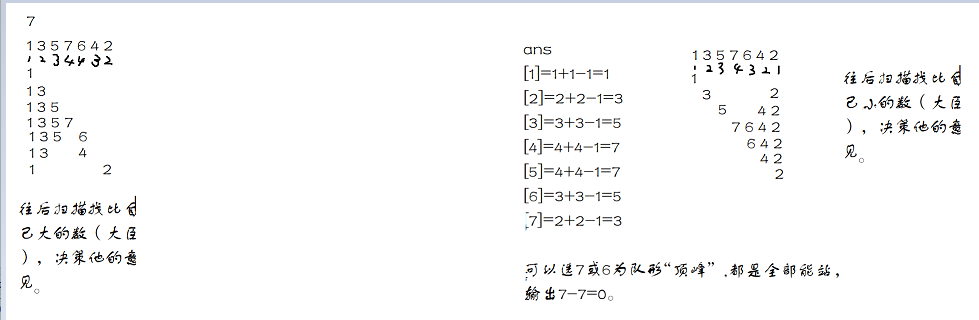 7
1 3 5 7 6 4 2
1 2 3 4 4 3 2
1
1 3
1 3 5
1 3 5 7
1 3 5 6
1 3 4
1 2
往后扫描找比自
己大的数(大臣
),决策他的意
见。
ans
[1]=1+1-1=1
[2]=2+2-1=3
[3]=3+3-1=5
[4]=4+4-1=7
[5]=4+4-1=7
[6]=3+3-1=5
[7]=2+2-1=3
1 3 5 7 6 4 2
1 2 3 4 3 2 1
1
3 2
5 4 2
7 6 4 2
6 4 2
4 2
2
往后扫描找比自
己小的数(大臣
),决策他的意
见。
可以选7或6为队形“顶峰”.都是全部能站,
输出7-7=0。